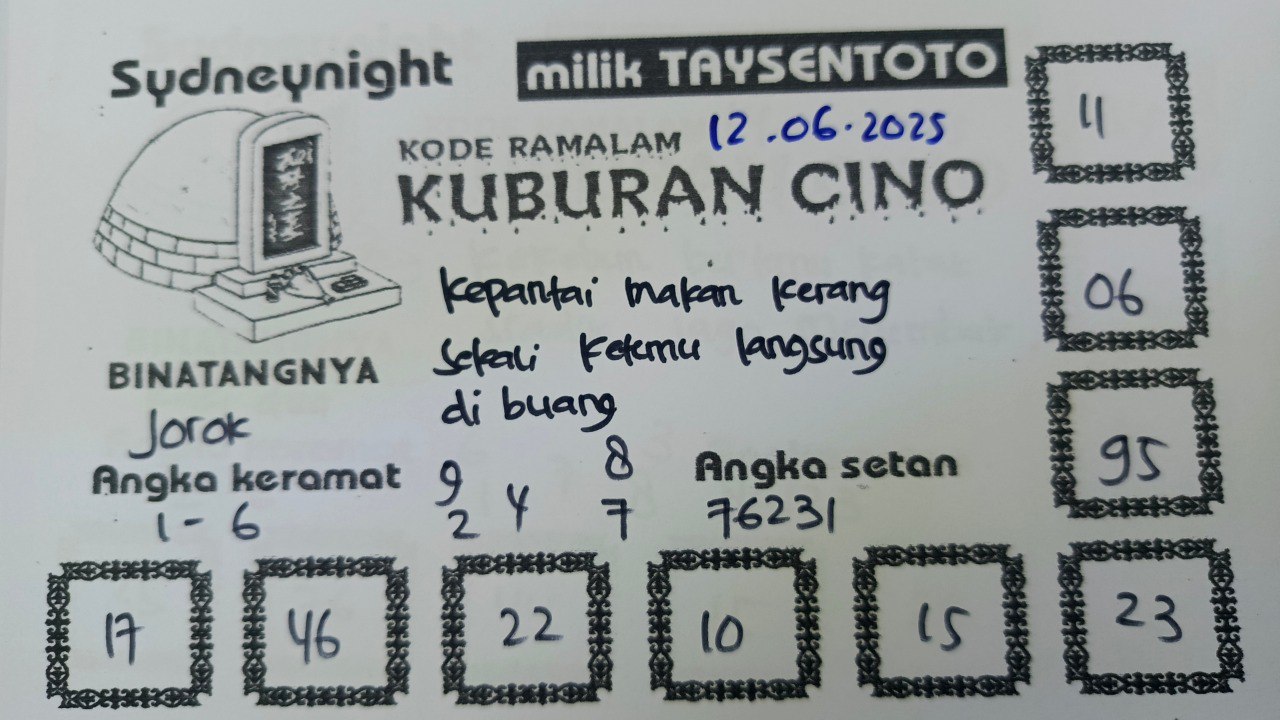 Sydneynight
milik TAYSENTOTO
KODE RAMALAM 12.06.2025
KUBURAN CINO
11
06
95
Kepantai makan kerang
sekali ketemu langsung
di buang
BINATANGNYA
Jorok
Angka keramat
1-6
9 8
4
2 7
Angka setan
76231
17 46 22 10 15 23